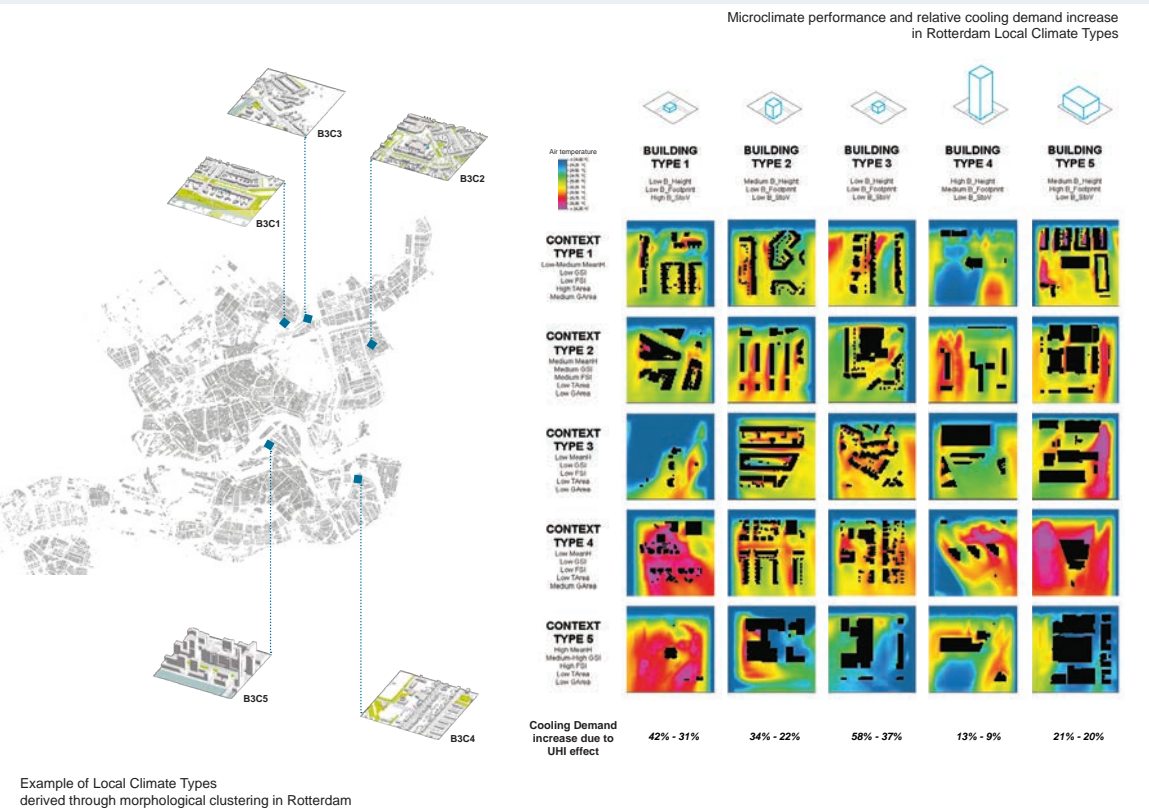 Microclimate performance and relative cooling demand increase
in Rotterdam Local Climate Types
B3C3
B3C2
B3C1
Air temperature
BUILDING
TYPE 1
Low B_Height
Low B_Footprint
High B_StoV
BUILDING
TYPE 2
Medium B_Height
Low B_Footprint
Low B_StoV
BUILDING
TYPE 3
Low B_Height
Low B_Footprint
Low B_StoV
BUILDING
TYPE 4
High B_Height
Medium B_Footprint
Low B_StoV
BUILDING
TYPE 5
Medium B_Height
High B_Footprint
Low B_StoV
CONTEXT
TYPE 1
Low-Medium MeanH
Low GSI
Low FSI
High TArea
Medium GArea
CONTEXT
TYPE 2
Medium MeanH
Medium GSI
Medium FSI
Low TArea
Low GArea
CONTEXT
TYPE 3
Low MeanH
Low GSI
Low FSI
Low TArea
Low GArea
CONTEXT
TYPE 4
Low MeanH
Low GSI
Low FSI
Low TArea
Medium GArea
CONTEXT
TYPE 5
High MeanH
Medium-High GSI
High FSI
Low TArea
Low GArea
B3C5
B3C4
Cooling Demand
increase due to
UHI effect
42% - 31%
34% - 22%
58% - 37%
13% - 9%
21% - 20%
Example of Local Climate Types
derived through morphological clustering in Rotterdam